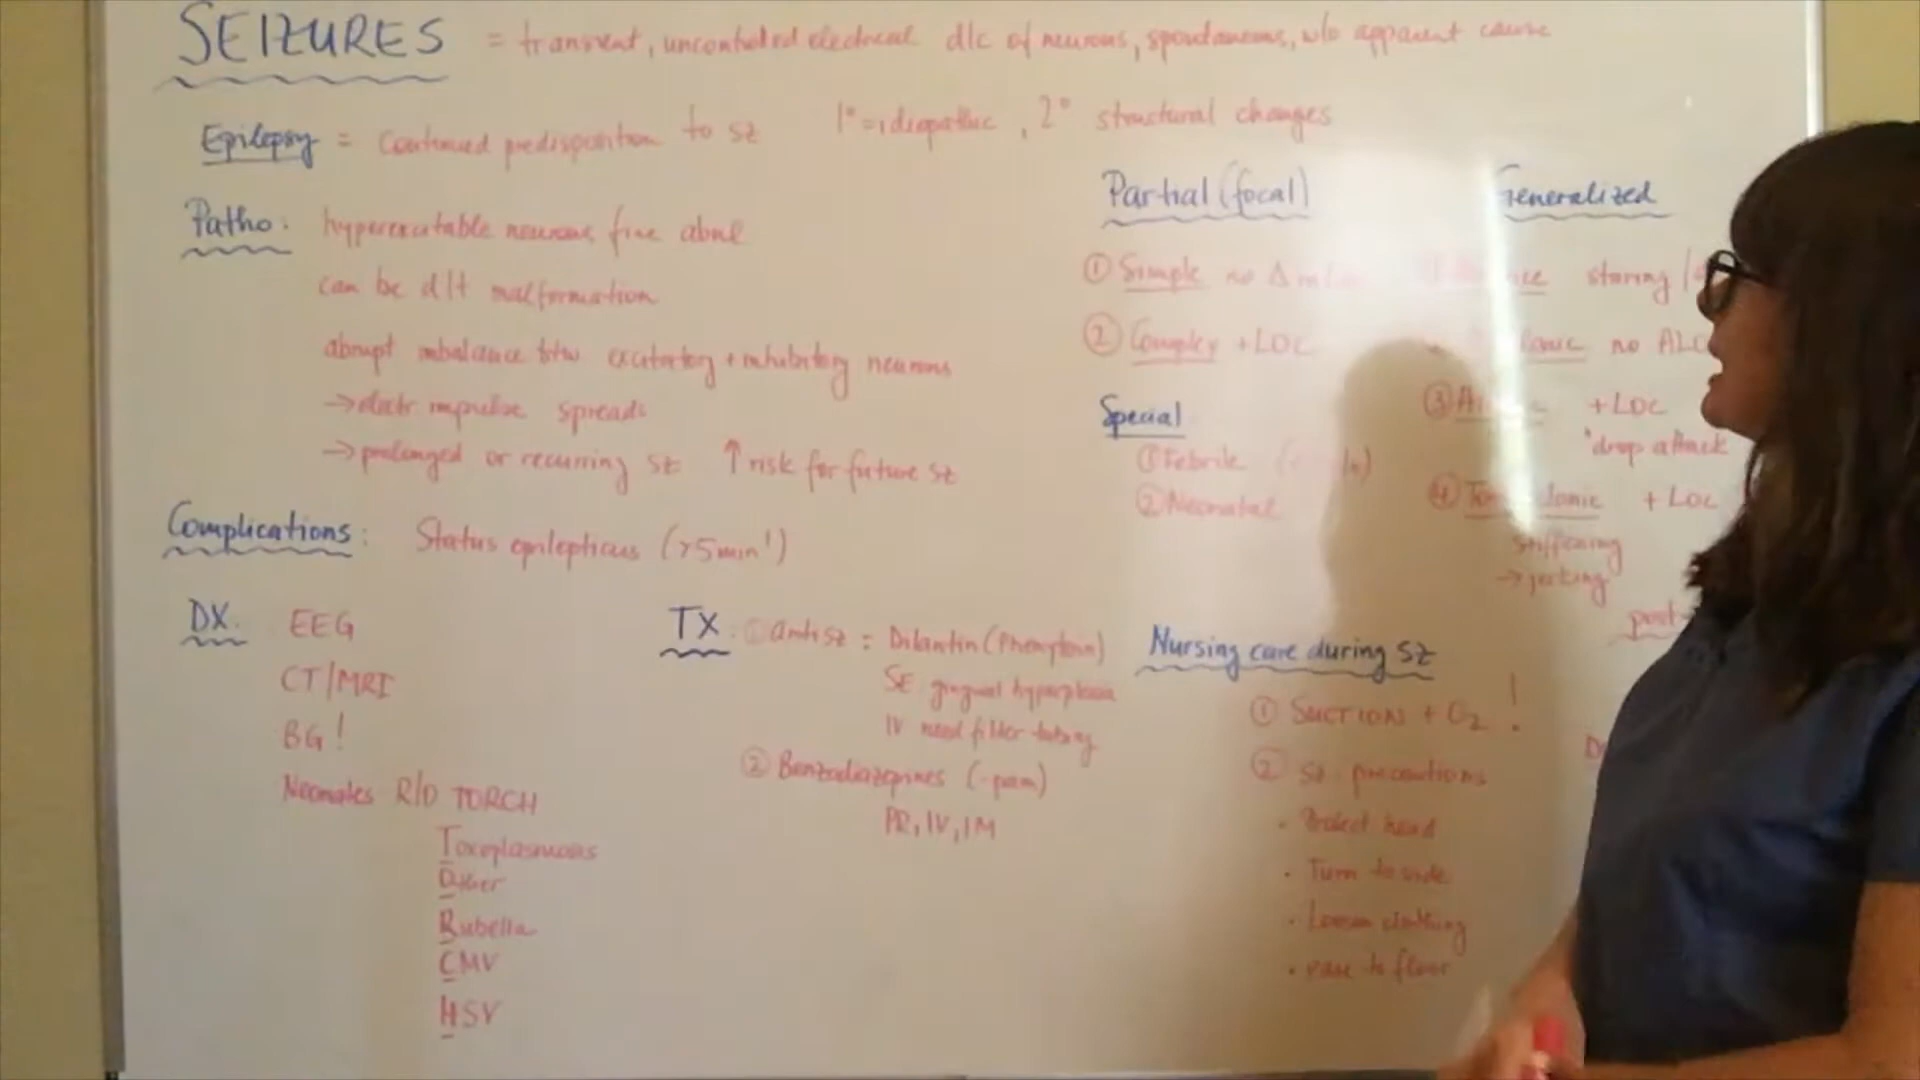 SEIZURES = transient, uncontrolled electrical d/c of neurons, spontaneous, w/o apparent cause
Epilepsy = Continued predisposition to sz 1° = idiopathic, 2° structural changes
Patho: hyperexcitable neurons fire abnl
can be d/t malformation
abrupt imbalance btw excitatory + inhibitory neurons
→ electr impulse spreads
→ prolonged or recurring sz ↑ risk for future sz
Complications: Status epilepticus (>5min!)
DX. EEG
CT/MRI
BG!
Neonates R/O TORCH
Toxoplasmosis
Other
Rubella
CMV
HSV
TX: ① antisz: Dilantin (Phenytoin)
SE gingival hyperplasia
IV need filter tubing
② Benzodiazepines (-pam)
PR, IV, IM
Partial (focal)
① Simple no Δ
② Complex + LOC
Special
① Febrile
② Neonatal
Generalized
staring
no
③ + LOC
"drop attack
④ + LOC
stiffening
→ jerking
post-
Nursing care during sz
① SUCTION + O2 !
② sz precautions
• Protect head
• Turn to side
• Loosen clothing
• ease to floor